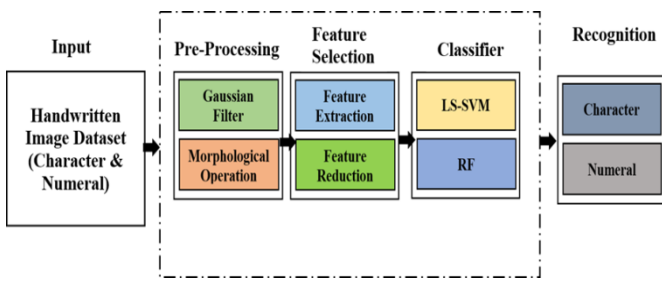 Input
Handwritten
Image Dataset
(Character &
Numeral)
Pre-Processing
Gaussian
Filter
Morphological
Operation
Feature
Selection
Feature
Extraction
Feature
Reduction
Classifier
LS-SVM
RF
Recognition
Character
Numeral